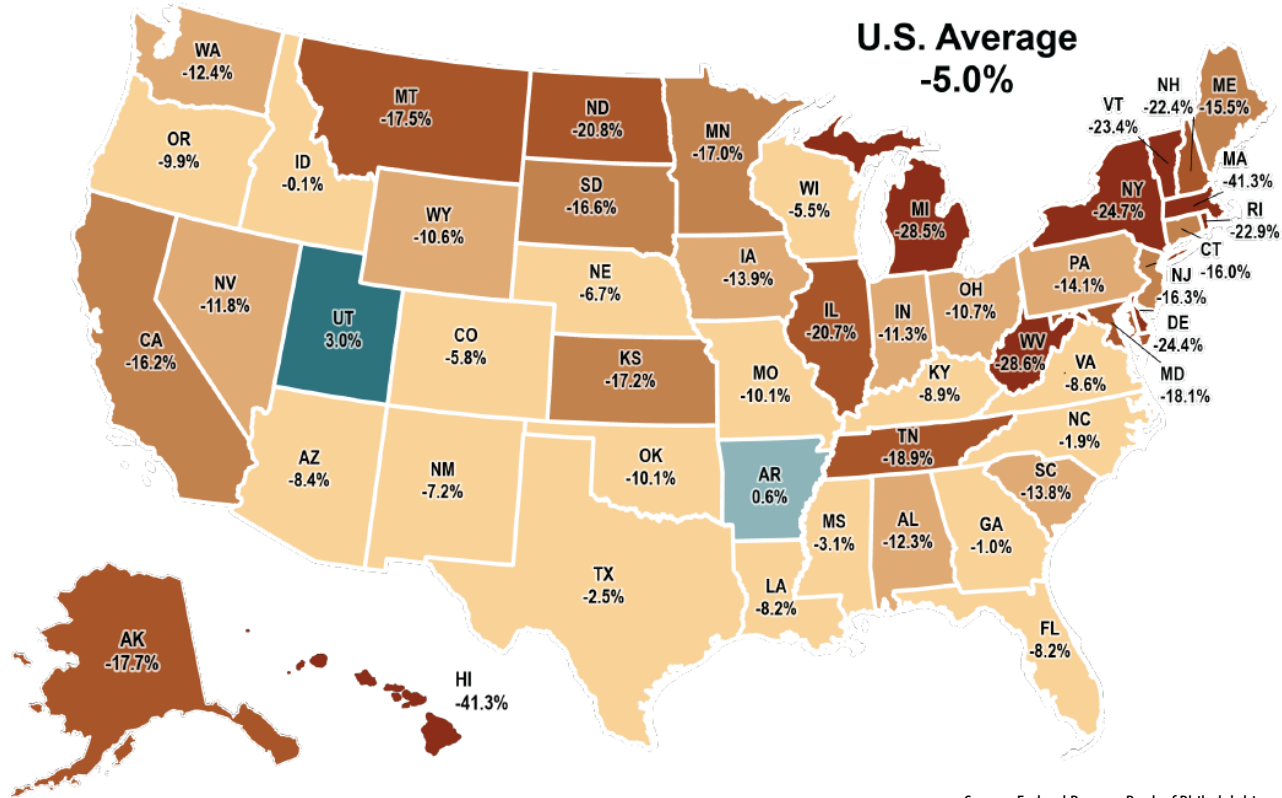 U.S. Average
-5.0%
WA
-12.4%
OR
-9.9%
ID
-0.1%
MT
-17.5%
ND
-20.8%
MN
-17.0%
SD
-16.6%
WY
-10.6%
WI
-5.5%
MI
-28.5%
VT
-23.4%
NH
-22.4%
ME
-15.5%
MA
-41.3%
NY
-24.7%
RI
-22.9%
CT
-16.0%
NJ
-16.3%
DE
-24.4%
MD
-18.1%
PA
-14.1%
CA
-16.2%
NV
-11.8%
UT
3.0%
CO
-5.8%
NE
-6.7%
IA
-13.9%
IL
-20.7%
IN
-11.3%
OH
-10.7%
WV
-28.6%
VA
-8.6%
KS
-17.2%
MO
-10.1%
KY
-8.9%
NC
-1.9%
TN
-18.9%
AZ
-8.4%
NM
-7.2%
OK
-10.1%
AR
0.6%
SC
-13.8%
MS
-3.1%
AL
-12.3%
GA
-1.0%
TX
-2.5%
LA
-8.2%
FL
-8.2%
AK
-17.7%
HI
-41.3%